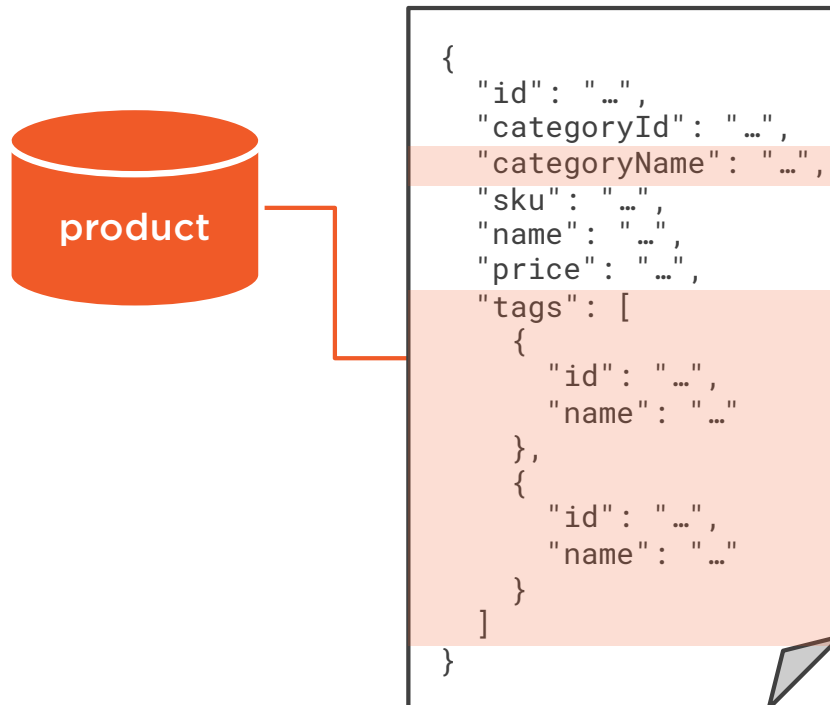 product
{
"id": "…",
"categoryId": "…",
"categoryName": "…",
"sku": "…",
"name": "…",
"price": "…",
"tags": [
{
"id": "…",
"name": "…"
},
{
"id": "…",
"name": "…"
}
]
}